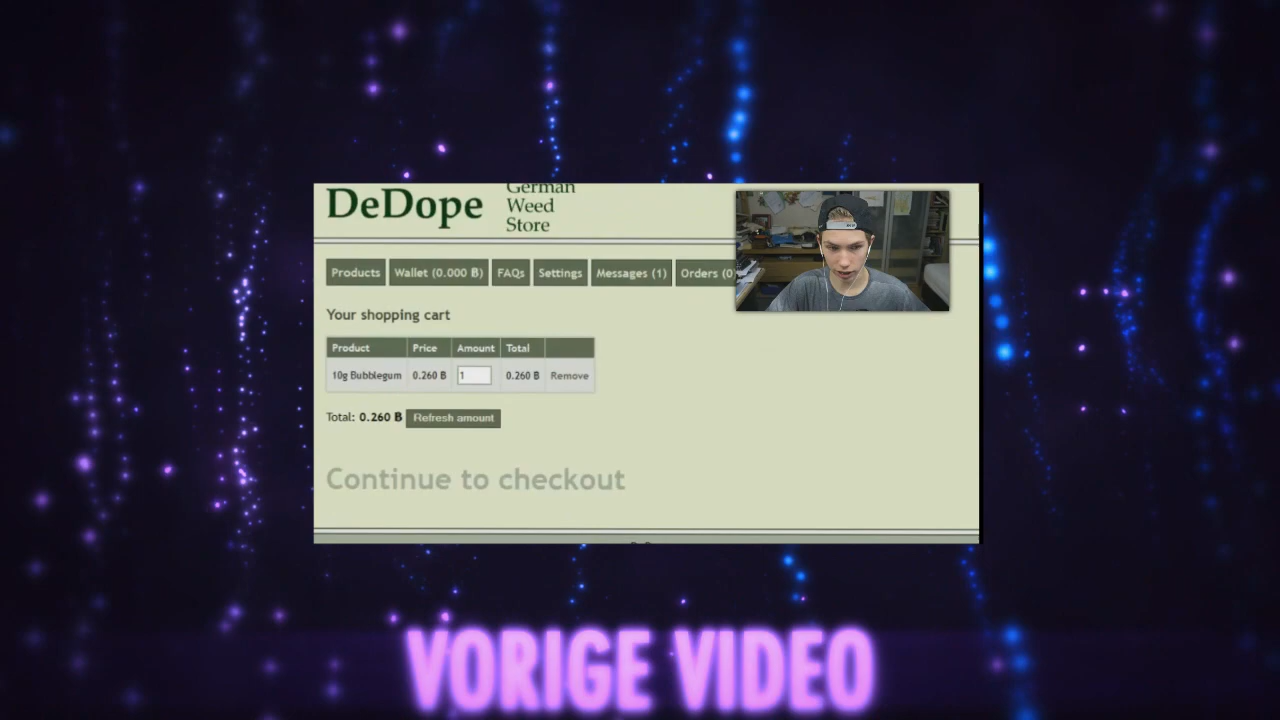 DeDope
German
Weed
Store
Products Wallet (0.000 ฿) FAQs Settings Messages (1) Orders (0
Your shopping cart
Product Price Amount Total
10g Bubblegum 0.260 ฿ 1 0.260 ฿ Remove
Total: 0.260 ฿ Refresh amount
Continue to checkout
VORIGE VIDEO